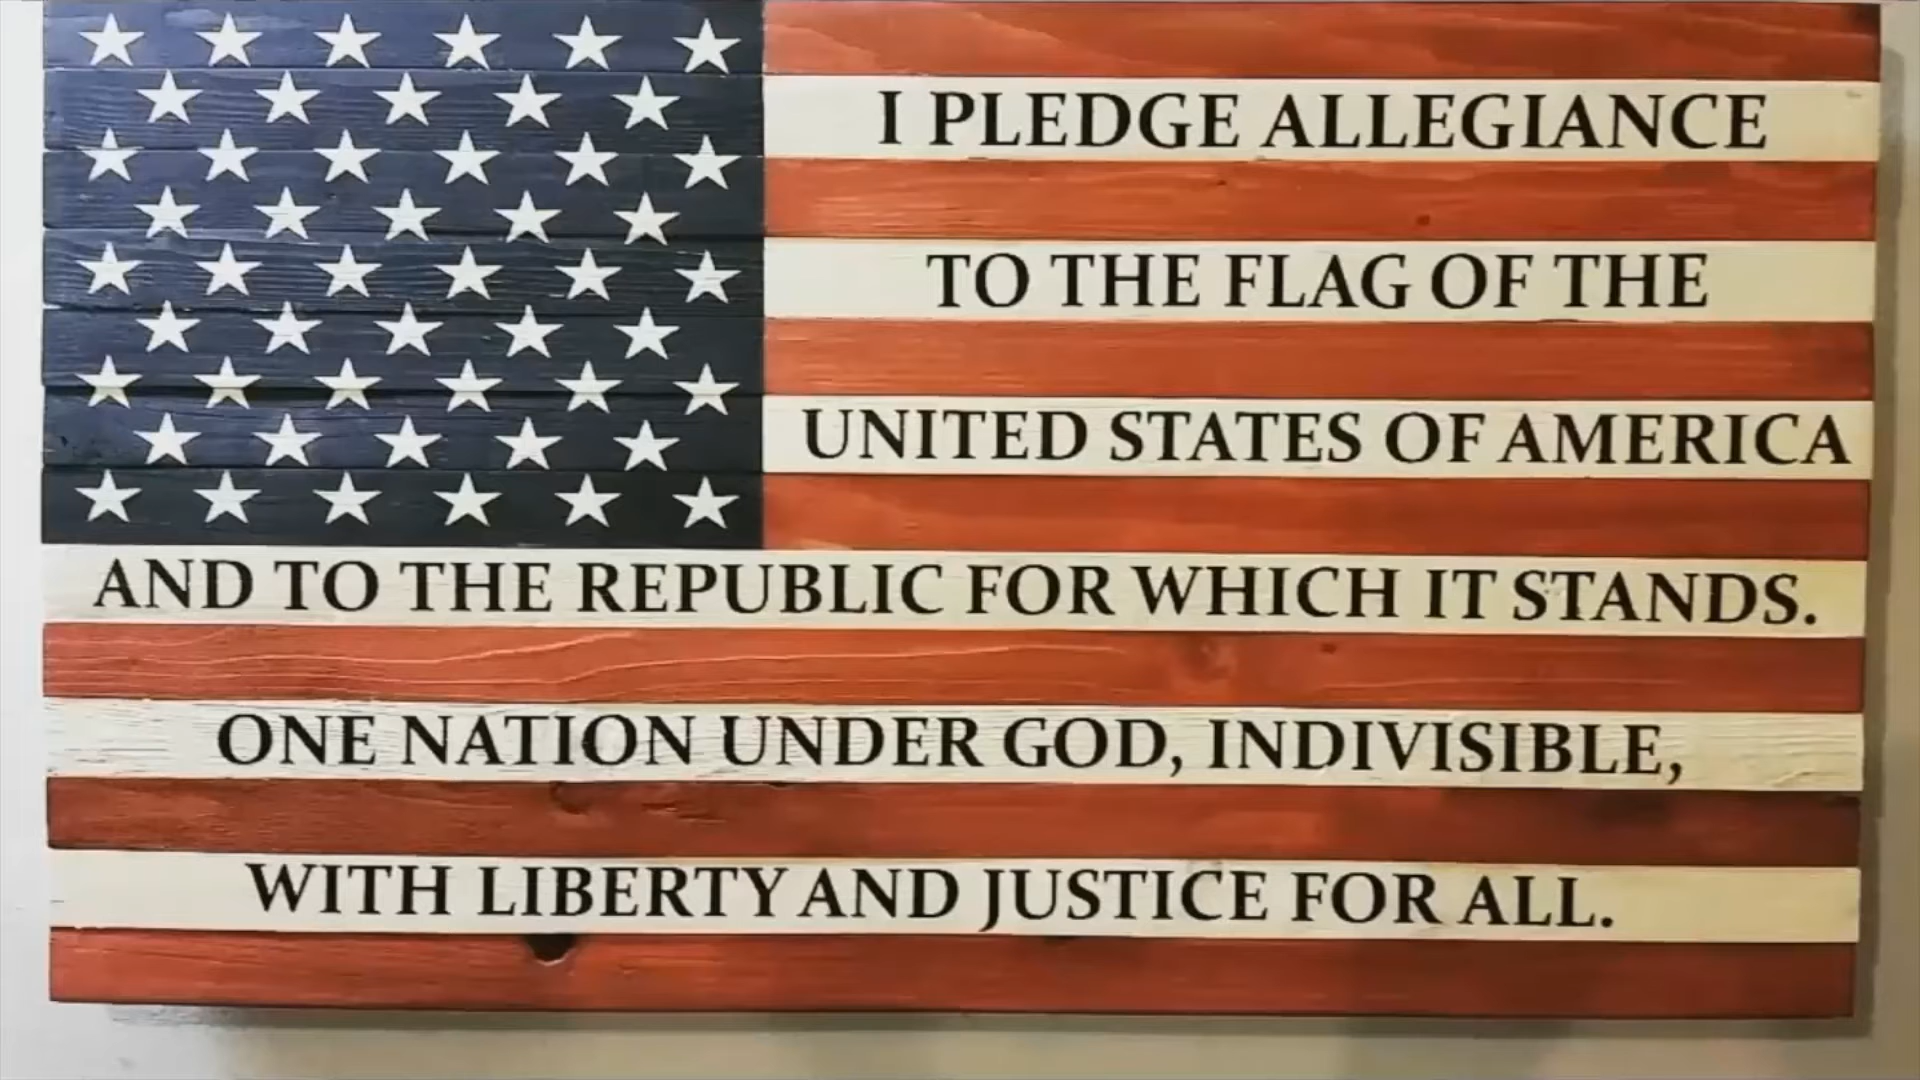 I PLEDGE ALLEGIANCE
TO THE FLAG OF THE
UNITED STATES OF AMERICA
AND TO THE REPUBLIC FOR WHICH IT STANDS.
ONE NATION UNDER GOD, INDIVISIBLE,
WITH LIBERTY AND JUSTICE FOR ALL.